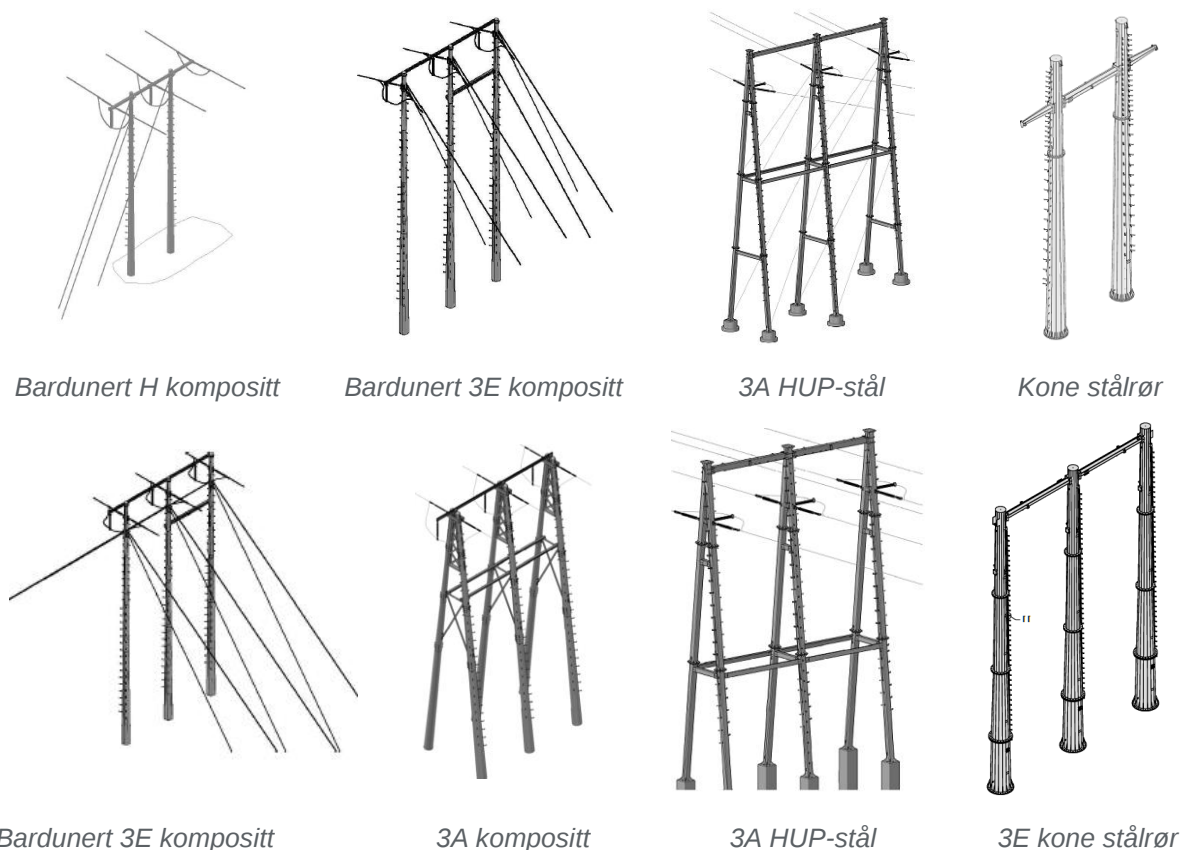 Bardunert H kompositt Bardunert 3E kompositt 3A HUP-stål Kone stålrør
Bardunert 3E kompositt 3A kompositt 3A HUP-stål 3E kone stålrør